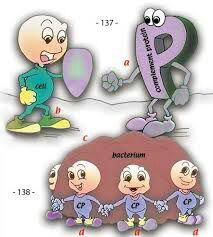 - 137 -
a
complement protein
cell
b
c
bacterium
- 138 -
CP
CP
CP
d
a
d